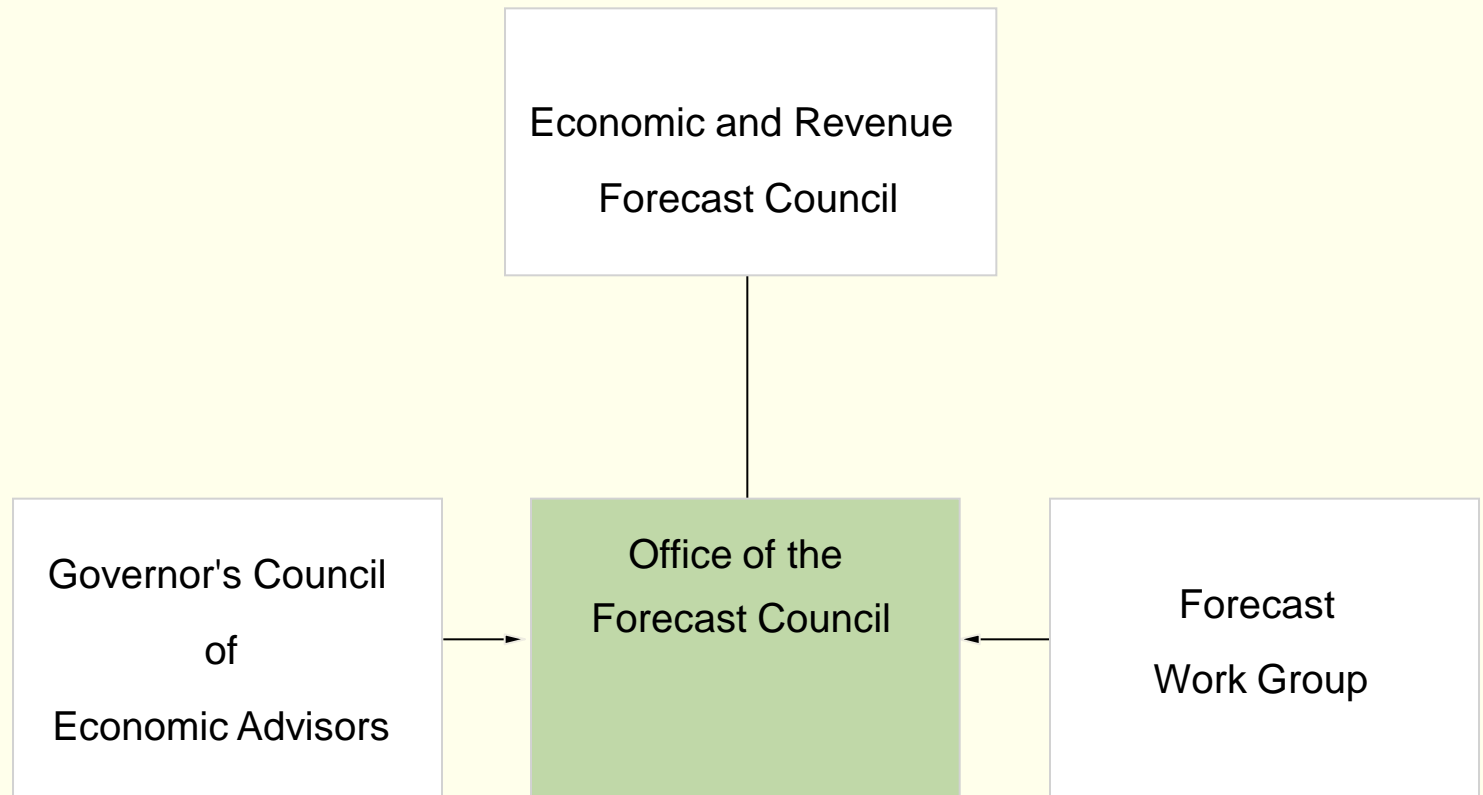 Economic and Revenue
Forecast Council
Governor's Council
of
Economic Advisors
Office of the
Forecast Council
Forecast
Work Group